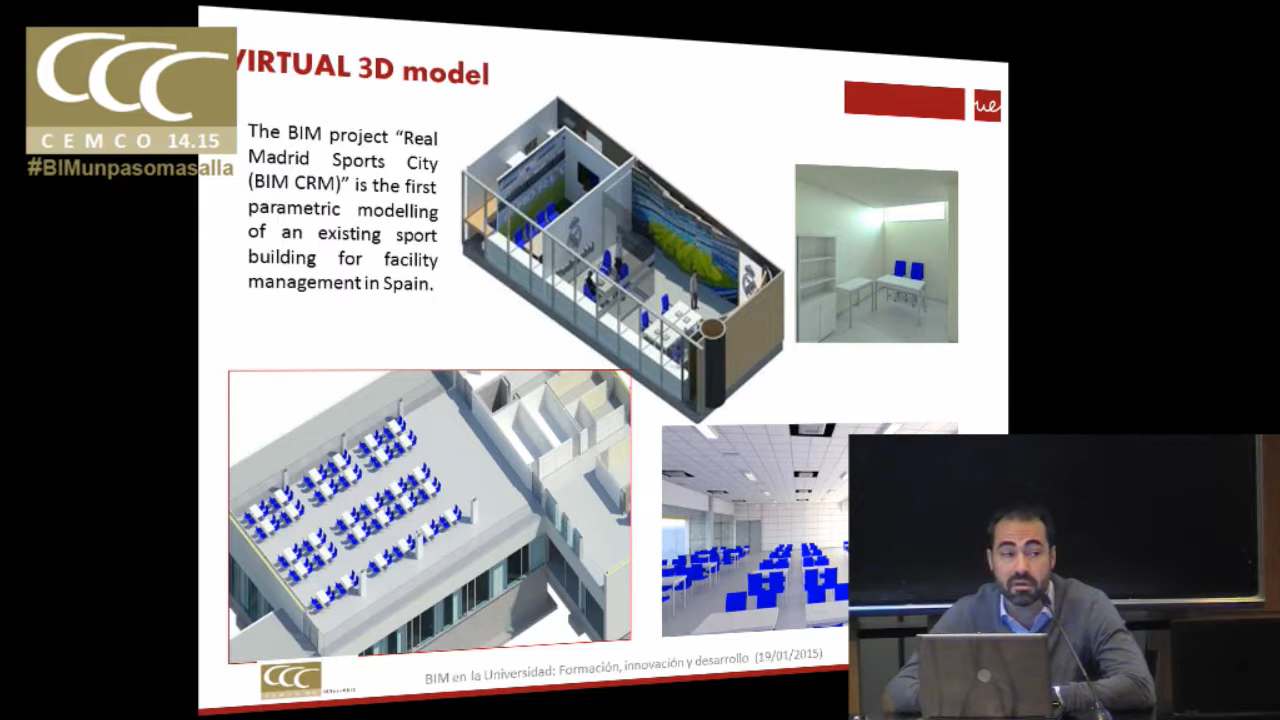 CCC
CEMCO 14.15
#BIMunpasomasalla
VIRTUAL 3D model
ue
The BIM project “Real
Madrid Sports City
(BIM CRM)” is the first
parametric modelling
of an existing sport
building for facility
management in Spain.
BIM en la Universidad: Formación, innovación y desarrollo (19/01/2015)
CCC